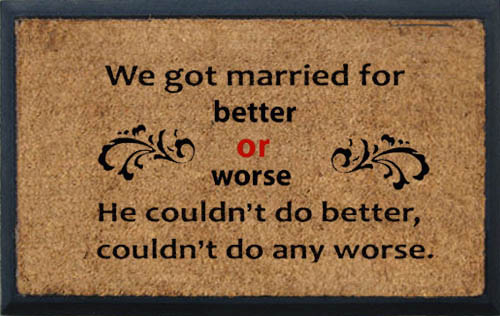 We got married for
better
or
worse
He couldn't do better,
couldn't do any worse.